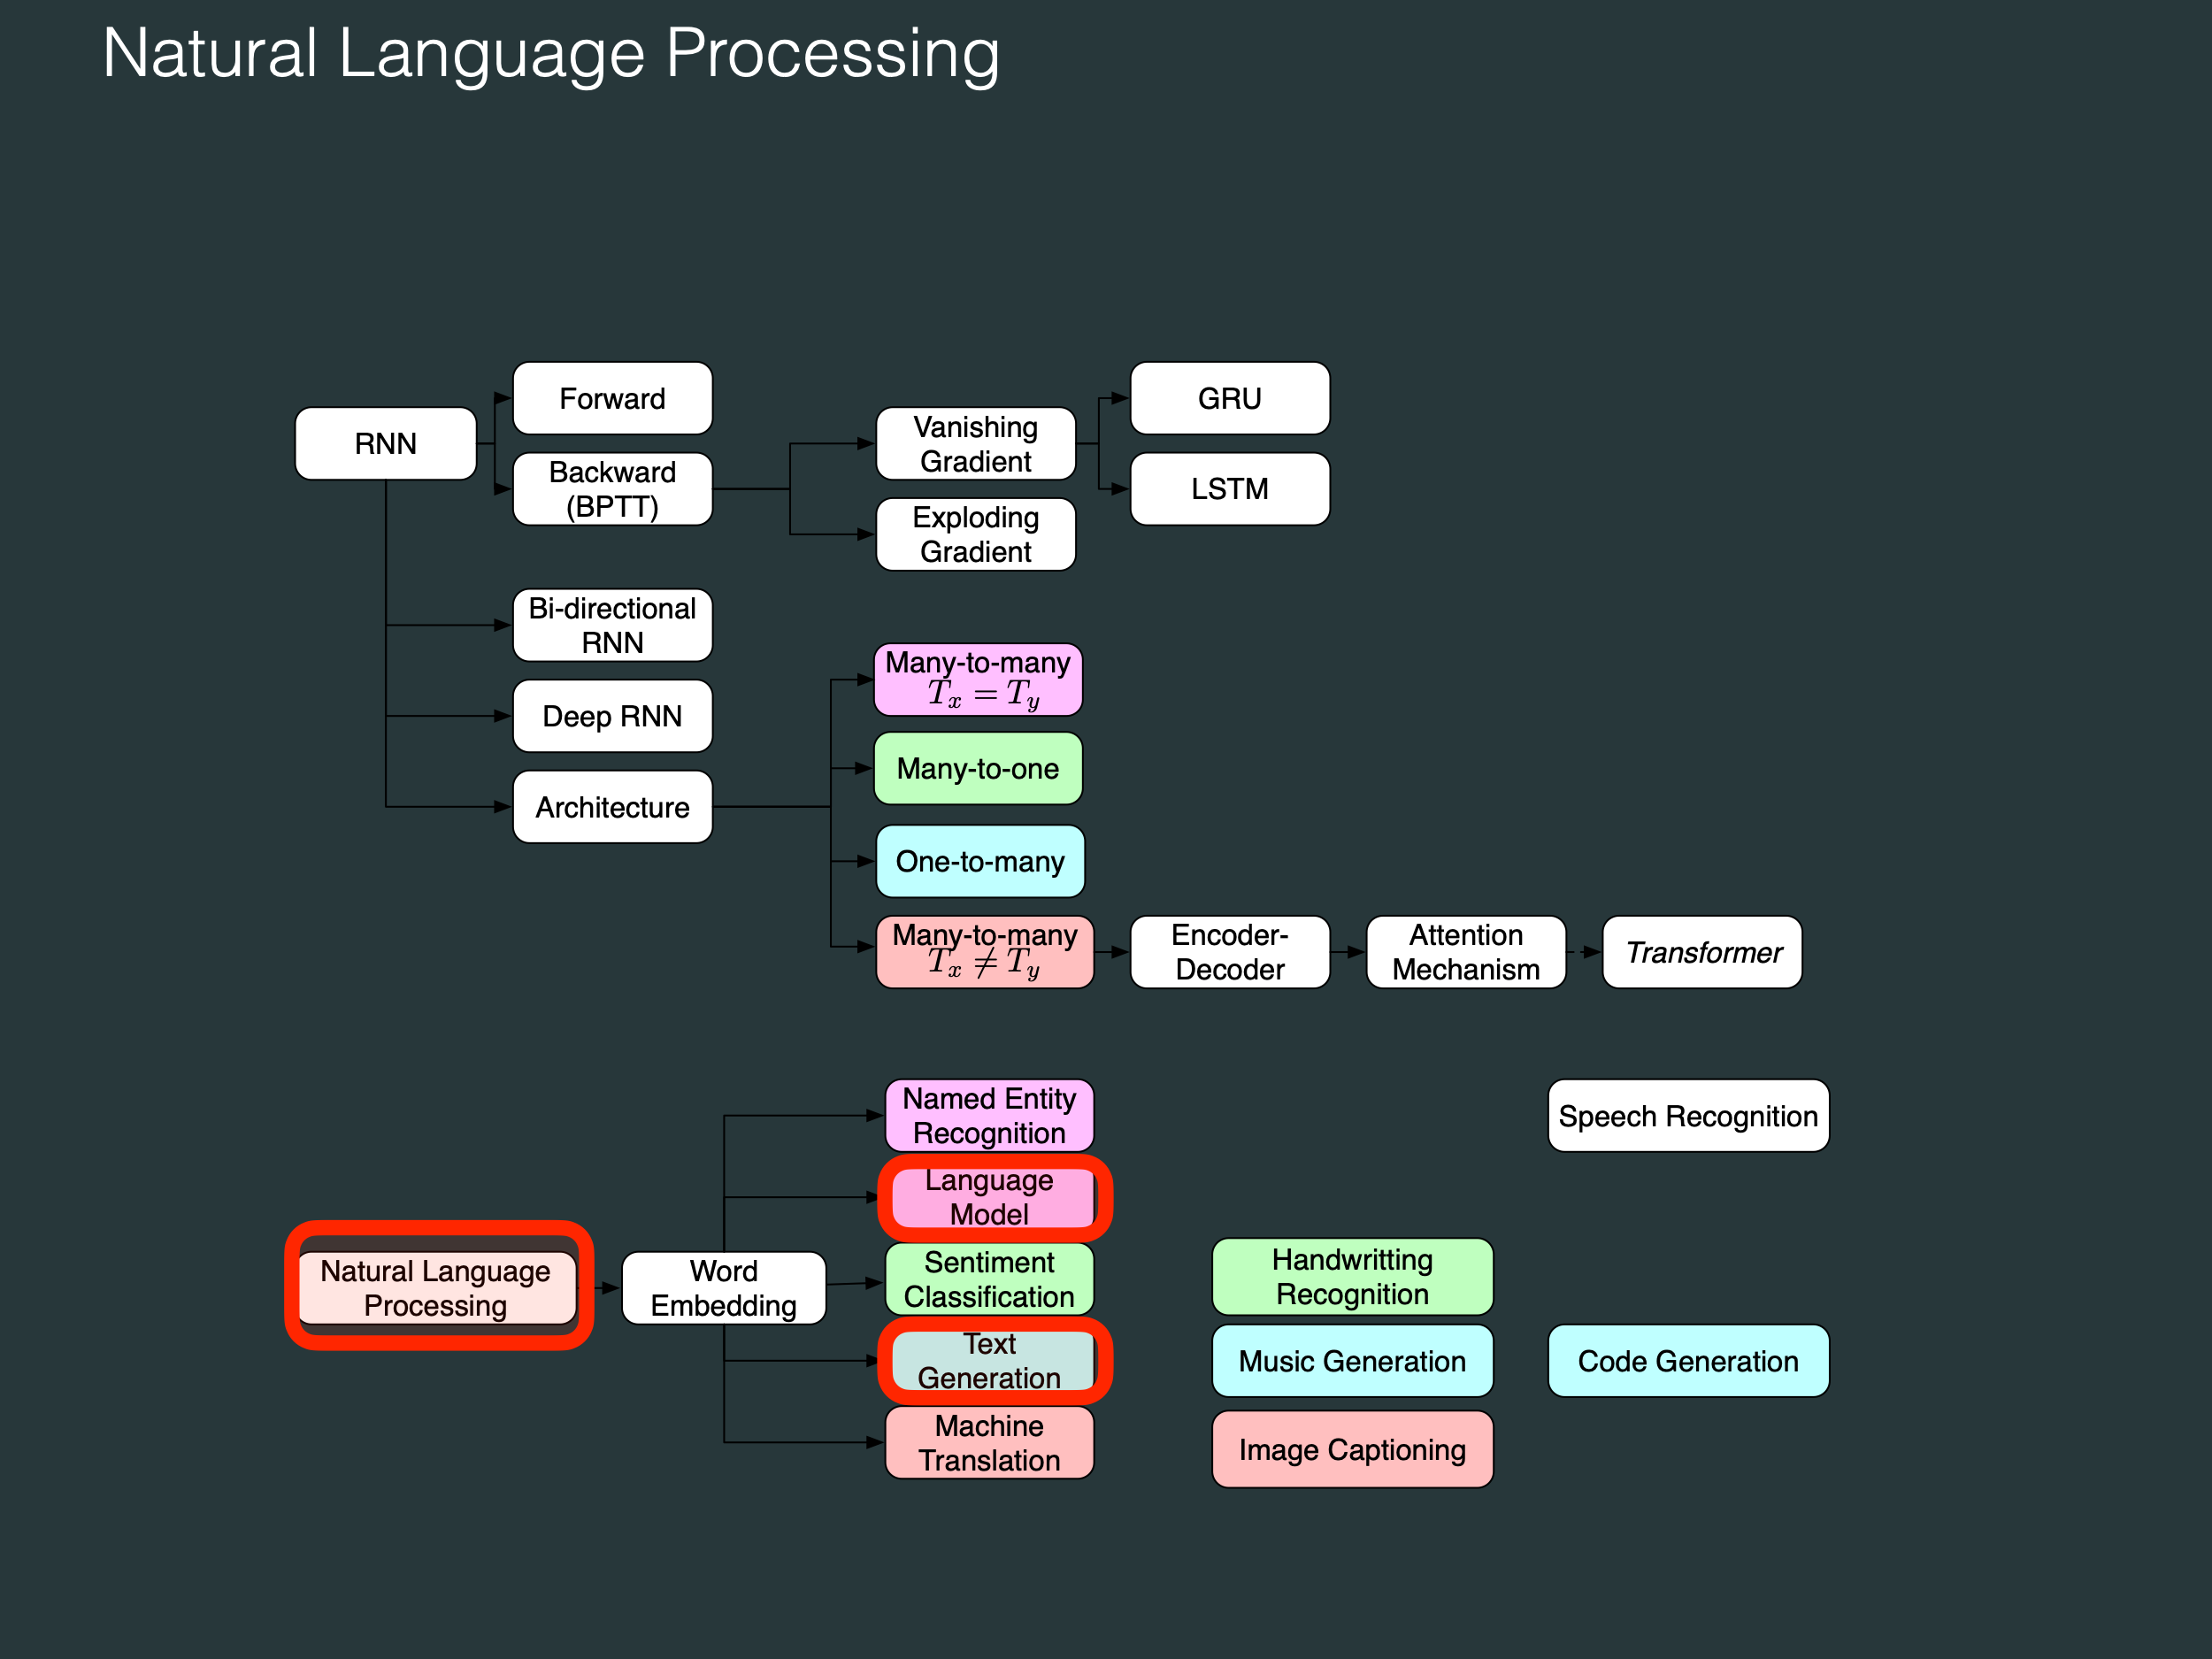 Natural Language Processing
RNN
Forward
Backward
(BPTT)
Vanishing
Gradient
Exploding
Gradient
GRU
LSTM
Bi-directional
RNN
Deep RNN
Architecture
Many-to-many
T_x = T_y
Many-to-one
One-to-many
Many-to-many
T_x ≠ T_y
Encoder-
Decoder
Attention
Mechanism
Transformer
Natural Language
Processing
Word
Embedding
Named Entity
Recognition
Language
Model
Sentiment
Classification
Text
Generation
Machine
Translation
Speech Recognition
Handwritting
Recognition
Music Generation
Code Generation
Image Captioning